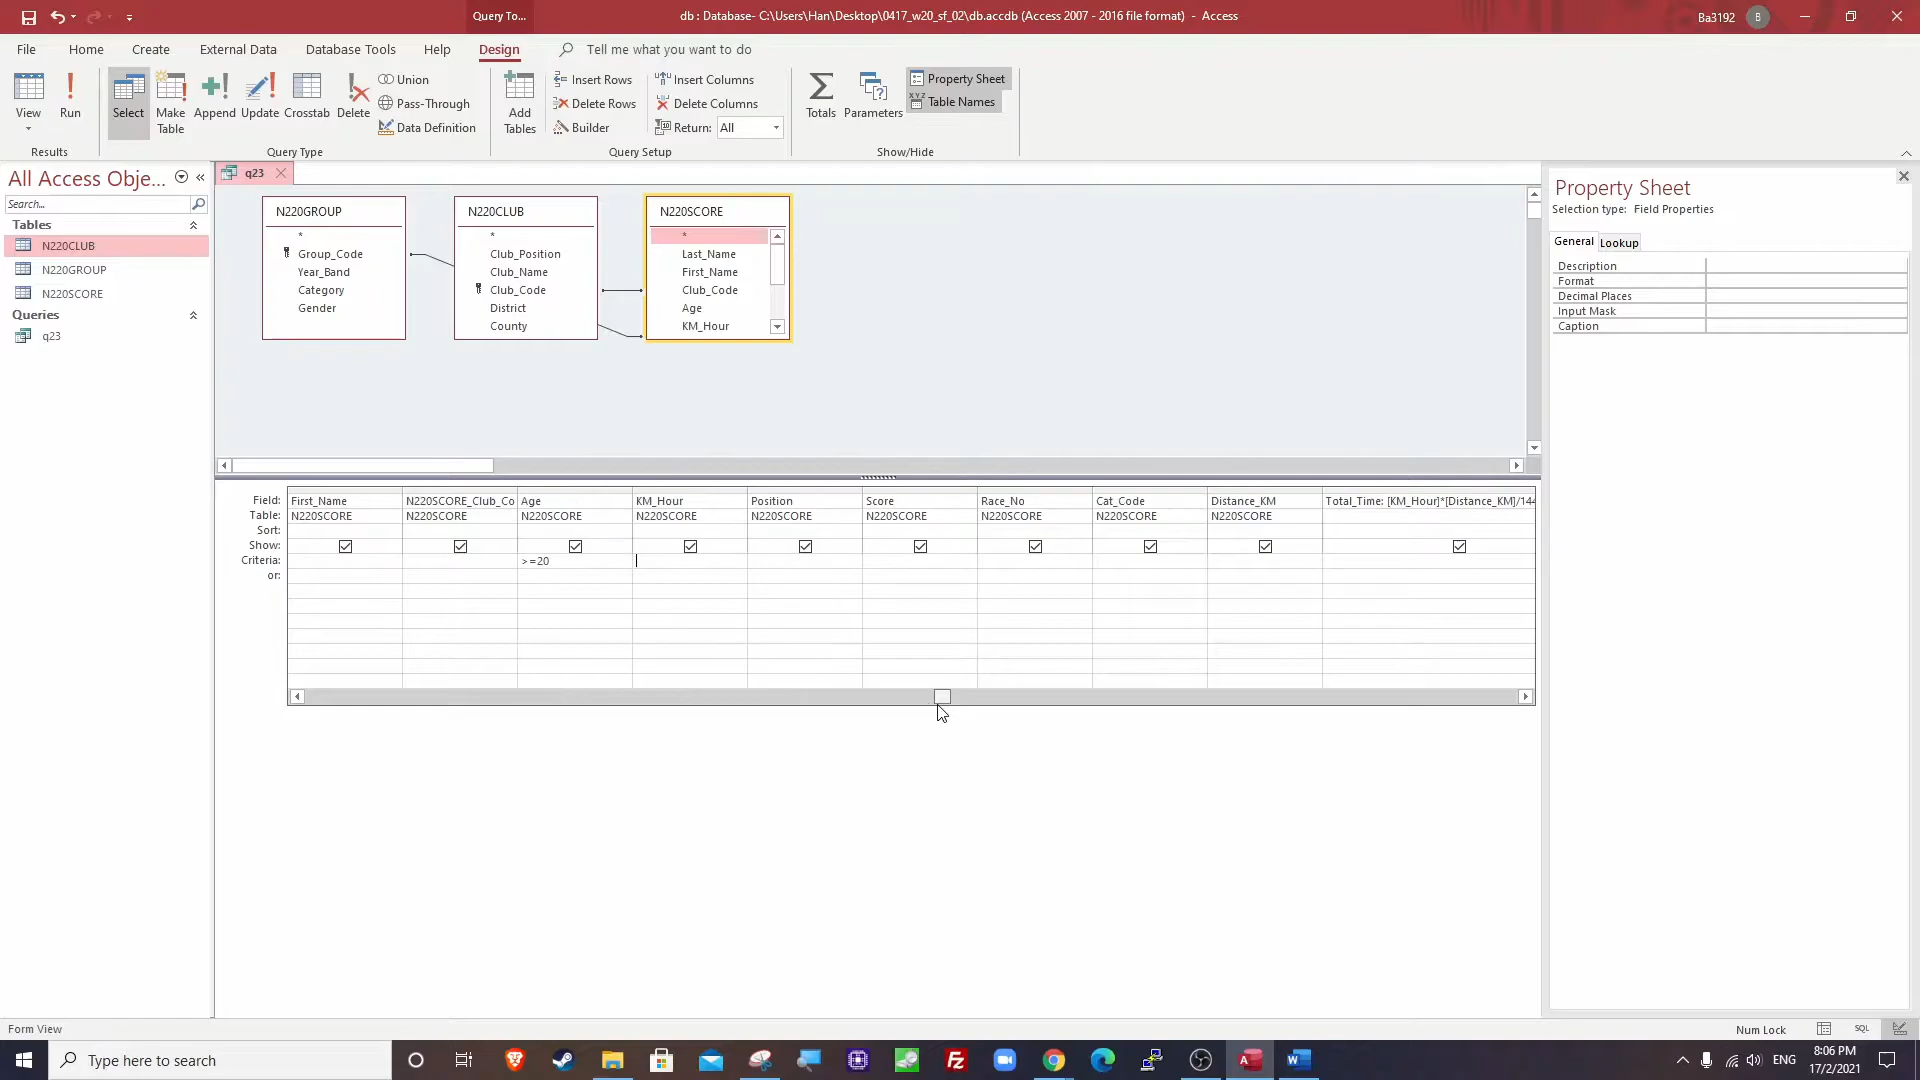 Query To...
db : Database- C:\Users\Han\Desktop\0417_w20_sf_02\db.accdb (Access 2007 - 2016 file format) - Access
Ba3192
B
File
Home
Create
External Data
Database Tools
Help
Design
Tell me what you want to do
View
Run
Results
Select
Make Table
Append
Update
Crosstab
Delete
Union
Pass-Through
Data Definition
Query Type
Add Tables
Insert Rows
Delete Rows
Builder
Insert Columns
Delete Columns
Return: All
Query Setup
Totals
Parameters
Property Sheet
Table Names
Show/Hide
All Access Obje...
Search...
Tables
N220CLUB
N220GROUP
N220SCORE
Queries
q23
q23
N220GROUP
*
Group_Code
Year_Band
Category
Gender
N220CLUB
*
Club_Position
Club_Name
Club_Code
District
County
N220SCORE
*
Last_Name
First_Name
Club_Code
Age
KM_Hour
Field: First_Name N220SCORE_Club_Co Age KM_Hour Position Score Race_No Cat_Code Distance_KM Total_Time: [KM_Hour]*[Distance_KM]/144
Table: N220SCORE N220SCORE N220SCORE N220SCORE N220SCORE N220SCORE N220SCORE N220SCORE N220SCORE
Sort:
Show:
Criteria: >=20
or:
Property Sheet
Selection type: Field Properties
General Lookup
Description
Format
Decimal Places
Input Mask
Caption
Form View
Num Lock
SQL
Type here to search
ENG
8:06 PM
17/2/2021